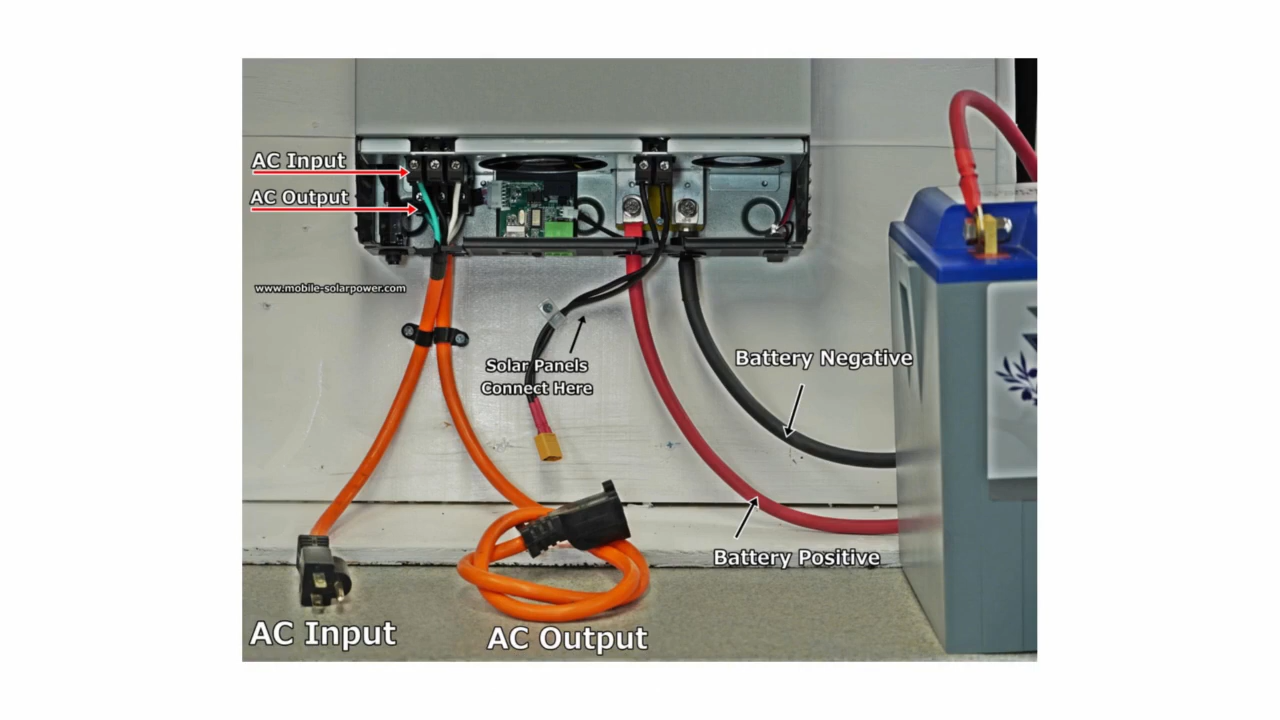 AC Input
AC Output
www.mobile-solarpower.com
Solar Panels
Connect Here
Battery Negative
Battery Positive
AC Input
AC Output